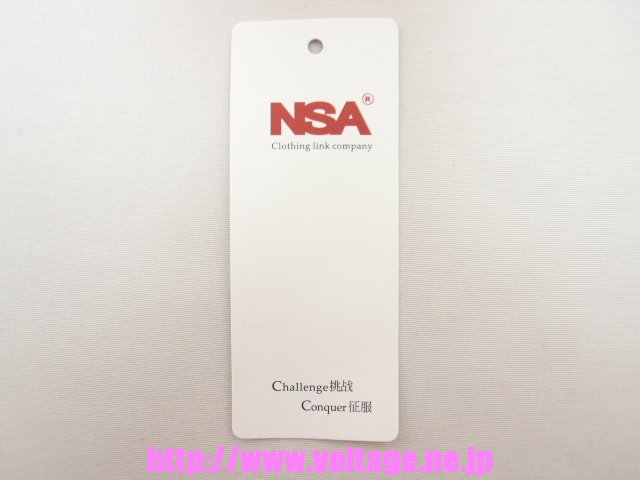 NSA®
Clothing link company
Challenge挑战
Conquer征服
http://www.voltage.ne.jp